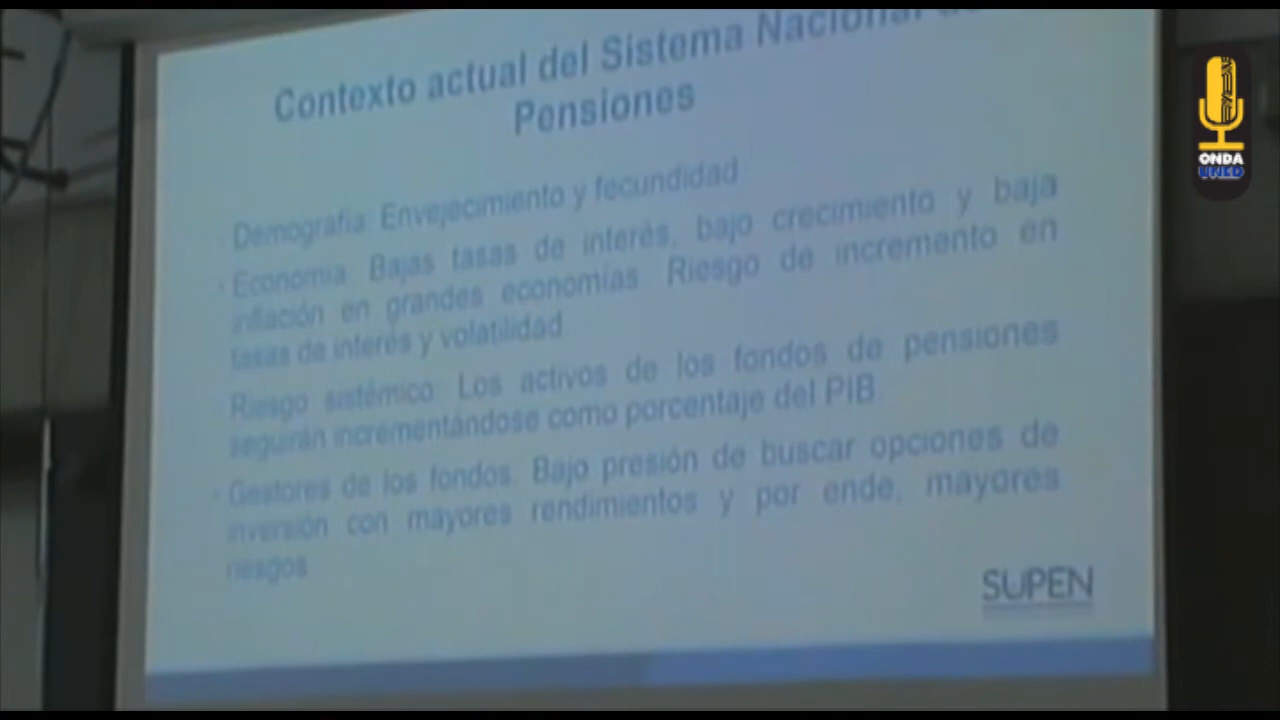 Contexto actual del Sistema Nacional de
Pensiones
Demografía: Envejecimiento y fecundidad.
Economía: Bajas tasas de interés, bajo crecimiento y baja
inflación en grandes economías. Riesgo de incremento en
tasas de interés y volatilidad.
Riesgo sistémico: Los activos de los fondos de pensiones
seguirán incrementándose como porcentaje del PIB.
Gestores de los fondos: Bajo presión de buscar opciones de
inversión con mayores rendimientos y por ende, mayores
riesgos
SUPEN
ONDA
UNED